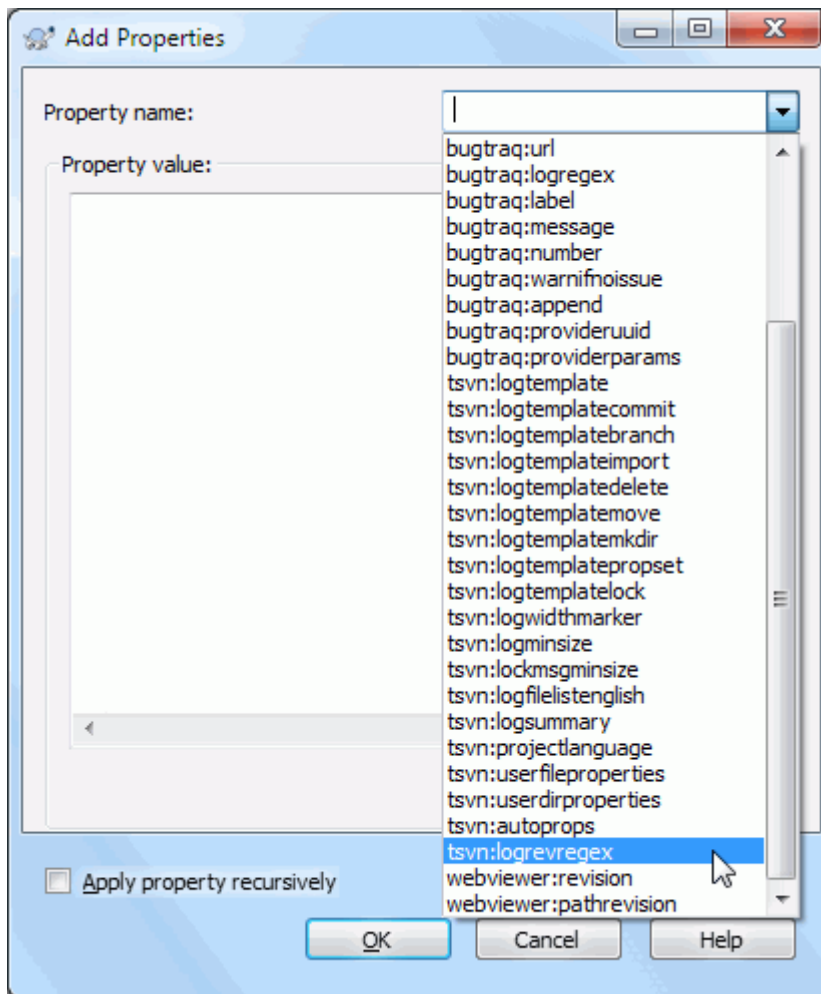 Add Properties
Property name:
Property value:
bugtraq:url
bugtraq:logregex
bugtraq:label
bugtraq:message
bugtraq:number
bugtraq:warnifnoissue
bugtraq:append
bugtraq:provideruuid
bugtraq:providerparams
tsvn:logtemplate
tsvn:logtemplatecommit
tsvn:logtemplatebranch
tsvn:logtemplateimport
tsvn:logtemplatedelete
tsvn:logtemplatemove
tsvn:logtemplatemkdir
tsvn:logtemplatepropset
tsvn:logtemplatelock
tsvn:logwidthmarker
tsvn:logminsize
tsvn:lockmsgminsize
tsvn:logfilelistenglish
tsvn:logsummary
tsvn:projectlanguage
tsvn:userfileproperties
tsvn:userdirproperties
tsvn:autoprops
tsvn:logrevregex
webviewer:revision
webviewer:pathrevision
Apply property recursively
OK Cancel Help